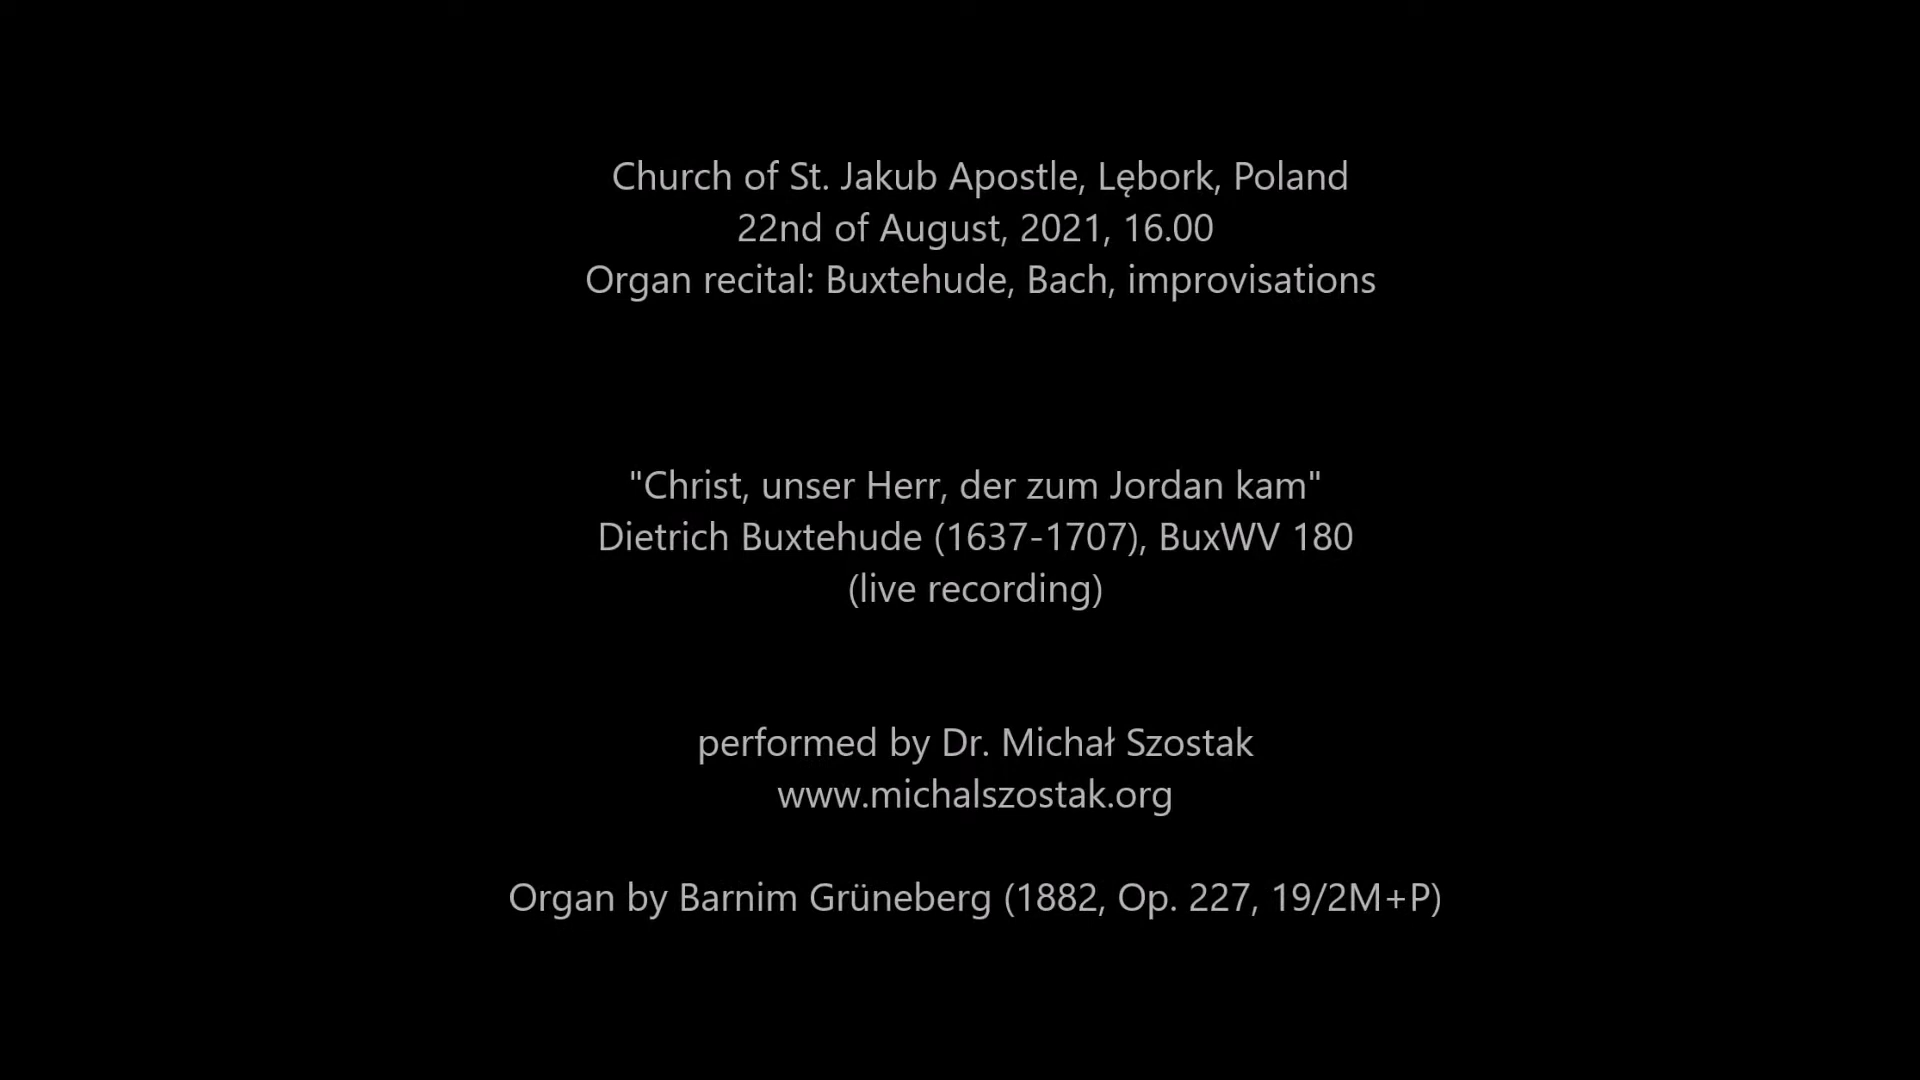 Church of St. Jakub Apostle, Lębork, Poland
22nd of August, 2021, 16.00
Organ recital: Buxtehude, Bach, improvisations
"Christ, unser Herr, der zum Jordan kam"
Dietrich Buxtehude (1637-1707), BuxWV 180
(live recording)
performed by Dr. Michał Szostak
www.michalszostak.org
Organ by Barnim Grüneberg (1882, Op. 227, 19/2M+P)